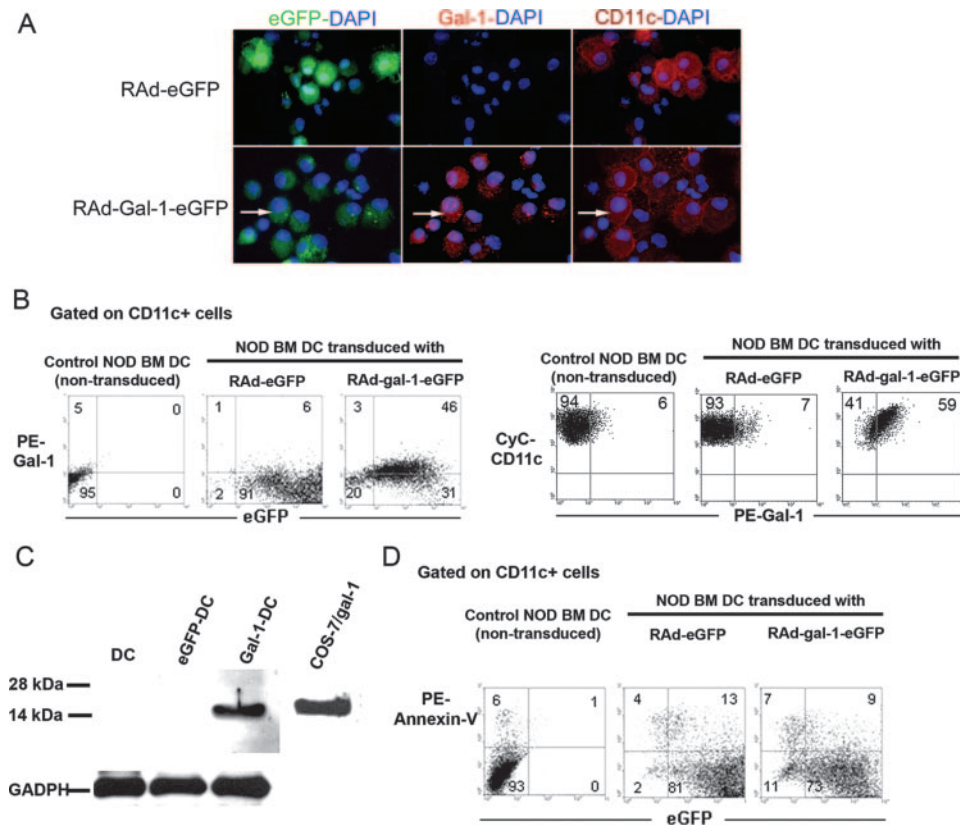 A
eGFP-DAPI Gal-1-DAPI CD11c-DAPI
RAd-eGFP
RAd-Gal-1-eGFP
B
Gated on CD11c+ cells
Control NOD BM DC
(non-transduced)
NOD BM DC transduced with
RAd-eGFP RAd-gal-1-eGFP
PE-
Gal-1
5 0
95 0
1 6
2 91
3 46
20 31
eGFP
Control NOD BM DC
(non-transduced)
NOD BM DC transduced with
RAd-eGFP RAd-gal-1-eGFP
CyC-
CD11c
94 6
93 7
41 59
PE-Gal-1
C
DC eGFP-DC Gal-1-DC COS-7/gal-1
28 kDa
14 kDa
GADPH
D
Gated on CD11c+ cells
Control NOD BM DC
(non-transduced)
NOD BM DC transduced with
RAd-eGFP RAd-gal-1-eGFP
PE-
Annexin-V
6 1
93 0
4 13
2 81
7 9
11 73
eGFP